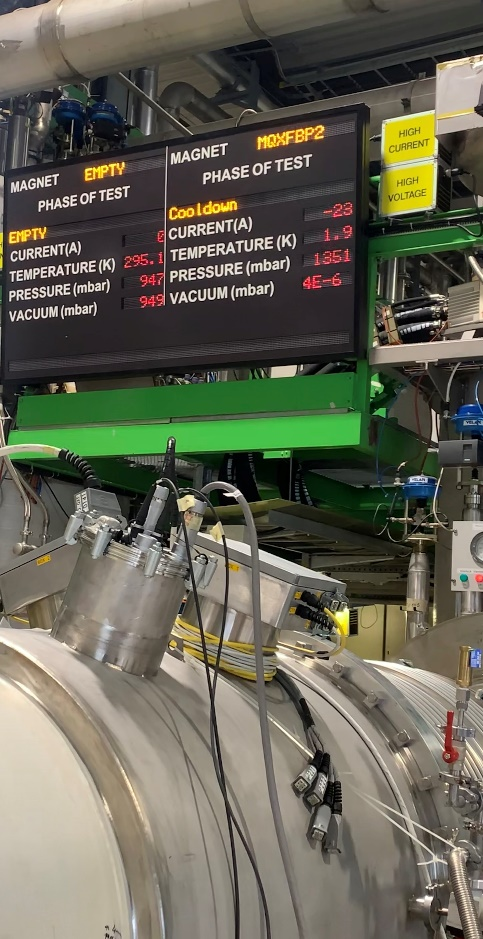 MAGNET EMPTY
PHASE OF TEST
EMPTY
CURRENT(A) 0
TEMPERATURE (K) 295.1
PRESSURE (mbar) 947
VACUUM (mbar) 949
MAGNET MQXFBP2
PHASE OF TEST
Cooldown
CURRENT(A) -23
TEMPERATURE (K) 1.9
PRESSURE (mbar) 1351
VACUUM (mbar) 4E-6
HIGH
CURRENT
HIGH
VOLTAGE
VELAN
VELAN